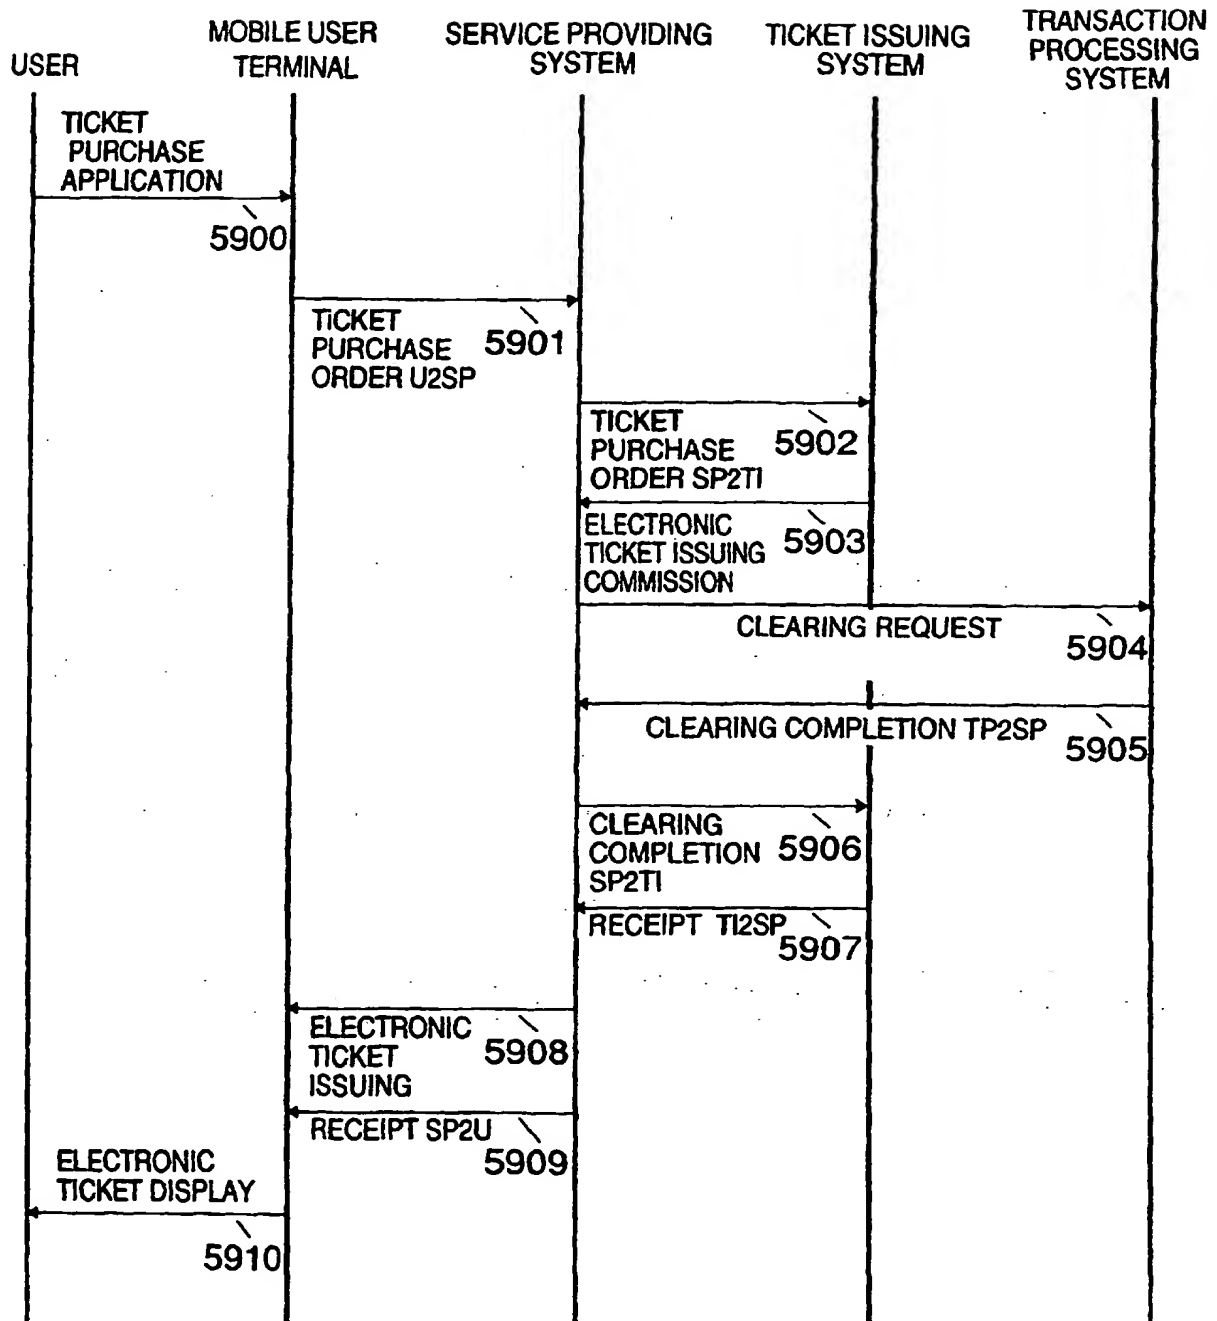 USER
MOBILE USER
TERMINAL
SERVICE PROVIDING
SYSTEM
TICKET ISSUING
SYSTEM
TRANSACTION
PROCESSING
SYSTEM
TICKET
PURCHASE
APPLICATION
5900
TICKET
PURCHASE
ORDER U2SP
5901
TICKET
PURCHASE
ORDER SP2TI
5902
ELECTRONIC
TICKET ISSUING
COMMISSION
5903
CLEARING REQUEST
5904
CLEARING COMPLETION TP2SP
5905
CLEARING
COMPLETION
SP2TI
5906
RECEIPT TI2SP
5907
ELECTRONIC
TICKET
ISSUING
5908
RECEIPT SP2U
5909
ELECTRONIC
TICKET DISPLAY
5910